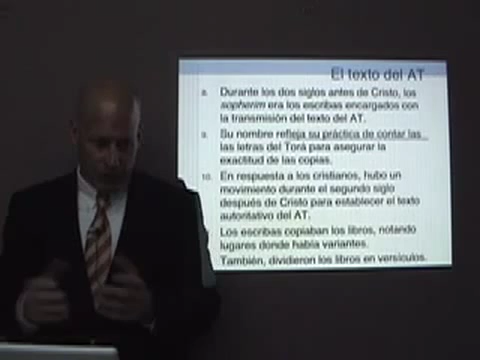 El texto del AT
8. Durante los dos siglos antes de Cristo, los
sopherim era los escribas encargados con
la transmisión del texto del AT.
9. Su nombre refleja su práctica de contar las
las letras del Torá para asegurar la
exactitud de las copias.
10. En respuesta a los cristianos, hubo un
movimiento durante el segundo siglo
después de Cristo para establecer el texto
autoritativo del AT.
Los escribas copiaban los libros, notando
lugares donde había variantes.
También, dividieron los libros en versículos.